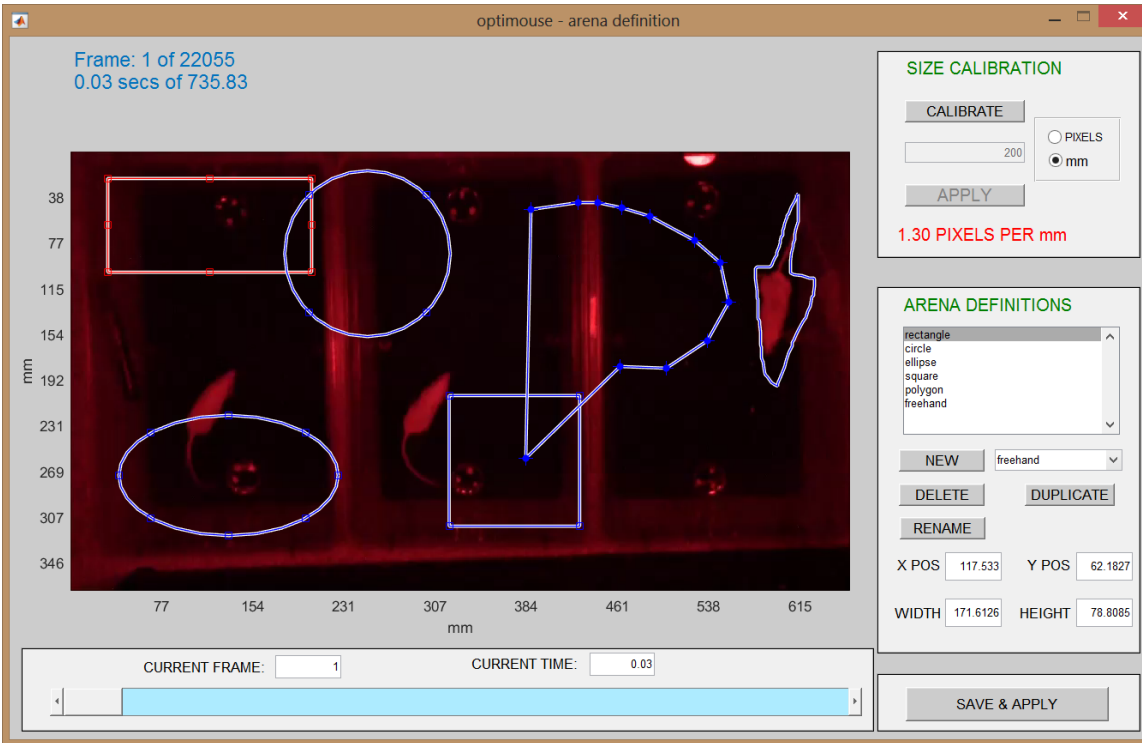 optimouse - arena definition
Frame: 1 of 22055
0.03 secs of 735.83
38
77
115
154
192
231
269
307
346
mm
77 154 231 307 384 461 538 615
mm
CURRENT FRAME: 1 CURRENT TIME: 0.03
SIZE CALIBRATION
CALIBRATE
PIXELS
200
mm
APPLY
1.30 PIXELS PER mm
ARENA DEFINITIONS
rectangle
circle
ellipse
square
polygon
freehand
NEW freehand
DELETE DUPLICATE
RENAME
X POS 117.533 Y POS 62.1827
WIDTH 171.6126 HEIGHT 78.8085
SAVE & APPLY